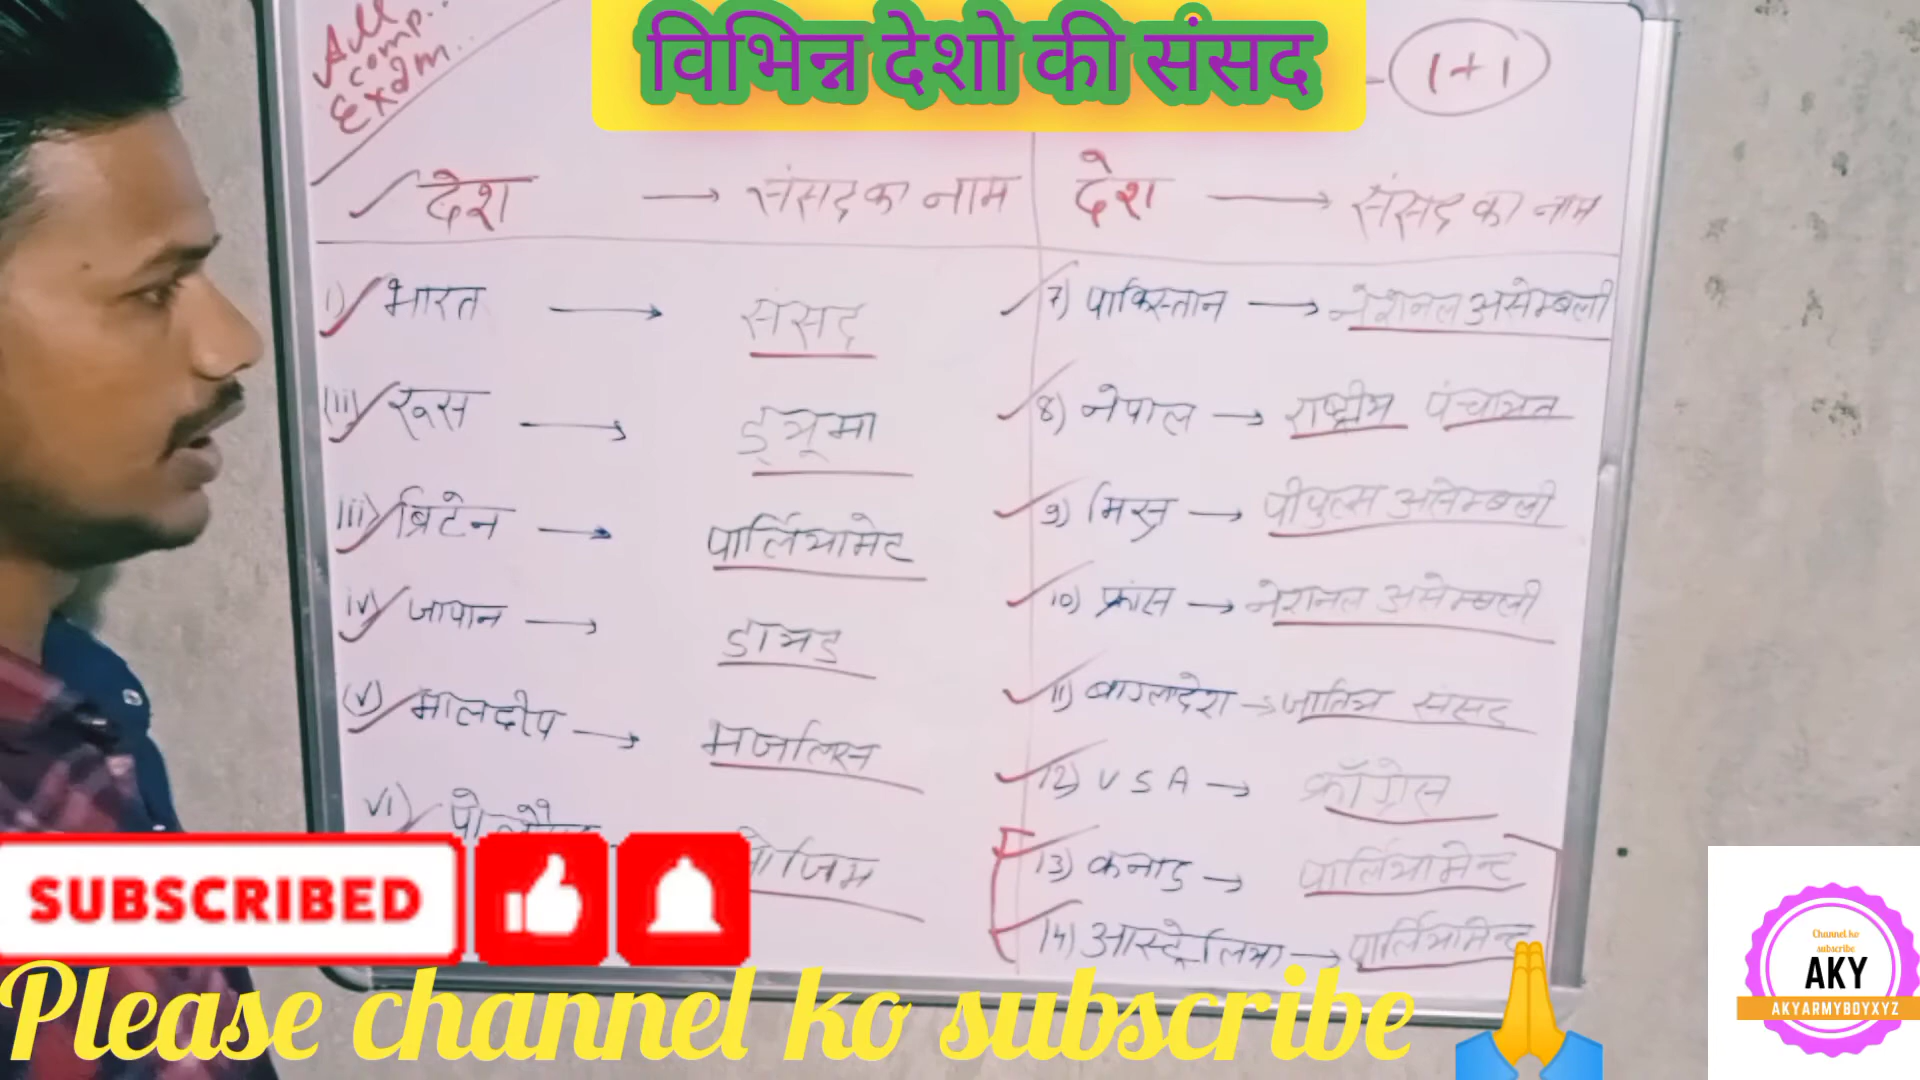 All
comp..
Exam..
विभिन्न देशो की संसद
1+1
देश → संसद का नाम
i) भारत → संसद
(ii) रूस → ड्यूमा
iii) ब्रिटेन → पार्लियामेट
iv) जापान → डायड
(v) मालदीप → मजलिस
vi)
देश → संसद का नाम
7) पाकिस्तान → नेशनल असेम्बली
8) नेपाल → राष्ट्रीय पंचायत
9) मिस्र → पीपुल्स असेम्बली
10) फ्रांस → नेशनल असेम्बली
11) बाग्लादेश → जातिय संसद
12) USA → काँग्रेस
13) कनाडु → पार्लियामेन्ट
14) आस्ट्रेलिया → पार्लियामेन्ट
SUBSCRIBED
Please channel ko subscribe
Channel ko
subscribe
AKY
AKYARMYBOYXYZ